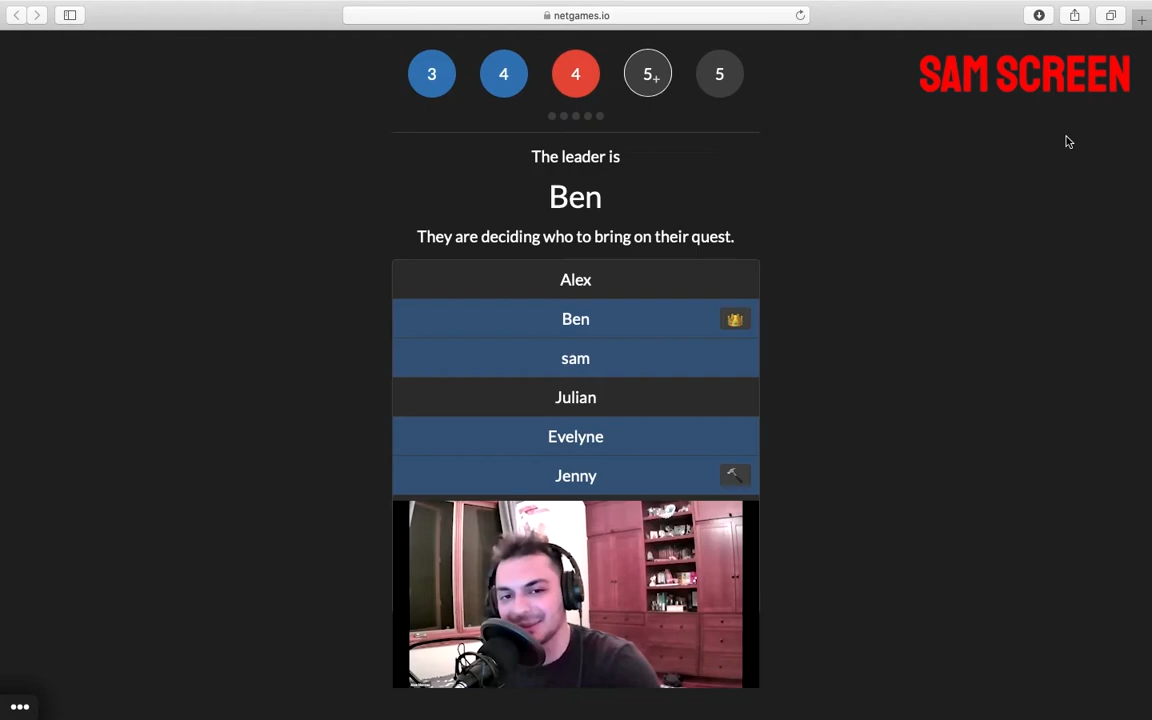 netgames.io
3 4 4 5+ 5
SAM SCREEN
The leader is
Ben
They are deciding who to bring on their quest.
Alex
Ben
sam
Julian
Evelyne
Jenny